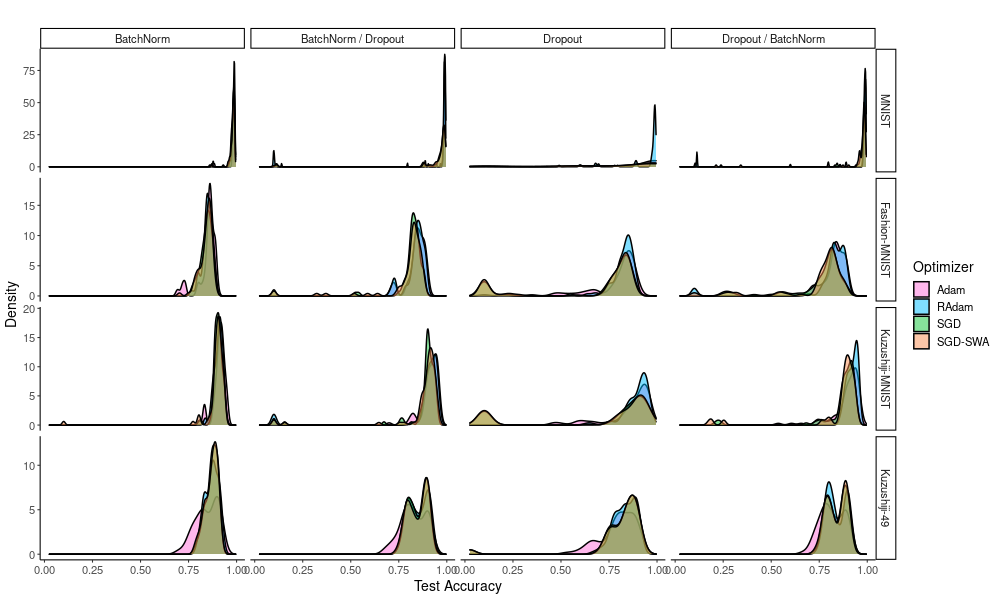 BatchNorm
BatchNorm / Dropout
Dropout
Dropout / BatchNorm
75
50
25
0
MNIST
15
10
5
0
Fashion-MNIST
20
15
10
5
0
Kuzushiji-MNIST
10
5
0
Kuzushiji-49
Density
0.00 0.25 0.50 0.75 1.00
0.00 0.25 0.50 0.75 1.00
0.00 0.25 0.50 0.75 1.00
0.00 0.25 0.50 0.75 1.00
Test Accuracy
Optimizer
Adam
RAdam
SGD
SGD-SWA